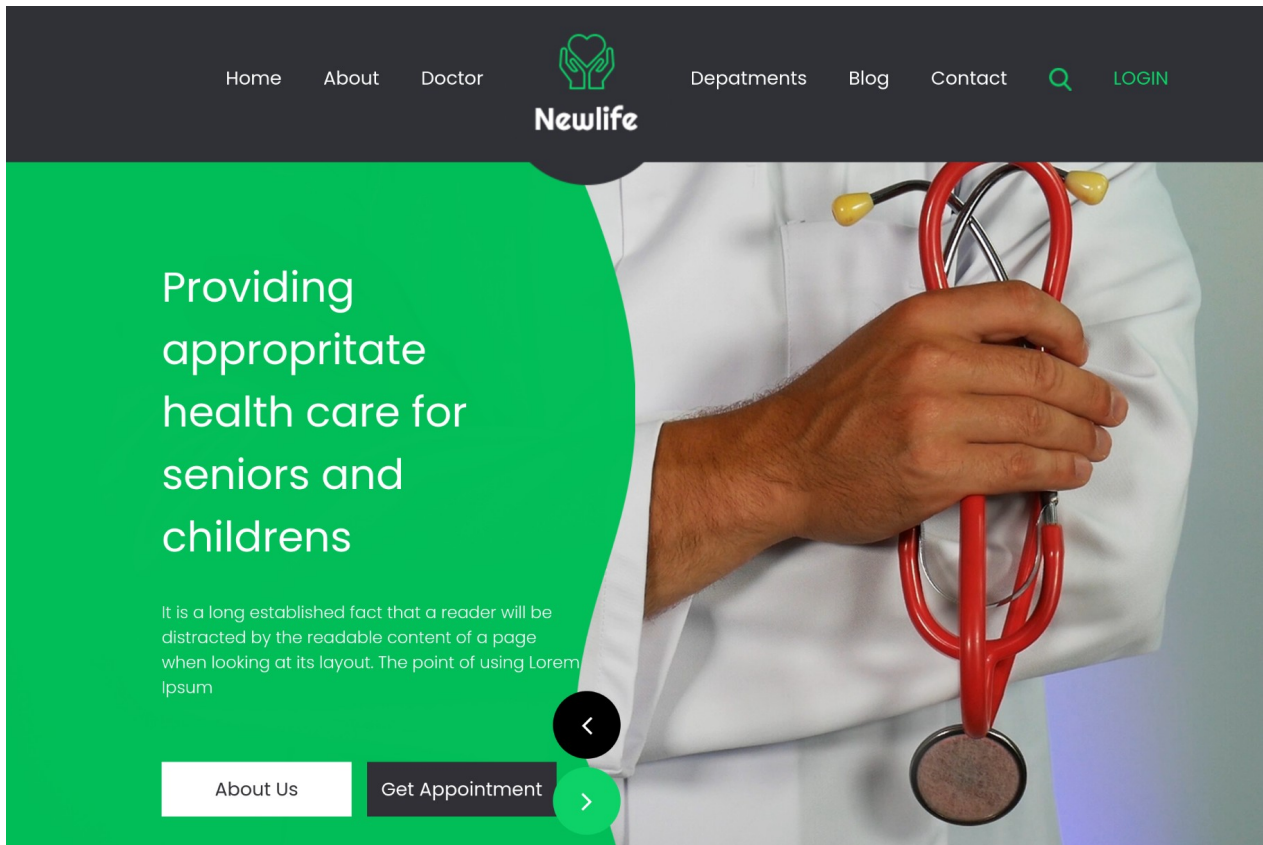 Home About Doctor Newlife Depatments Blog Contact LOGIN
Providing
appropritate
health care for
seniors and
childrens
It is a long established fact that a reader will be
distracted by the readable content of a page
when looking at its layout. The point of using Lorem
Ipsum
About Us Get Appointment